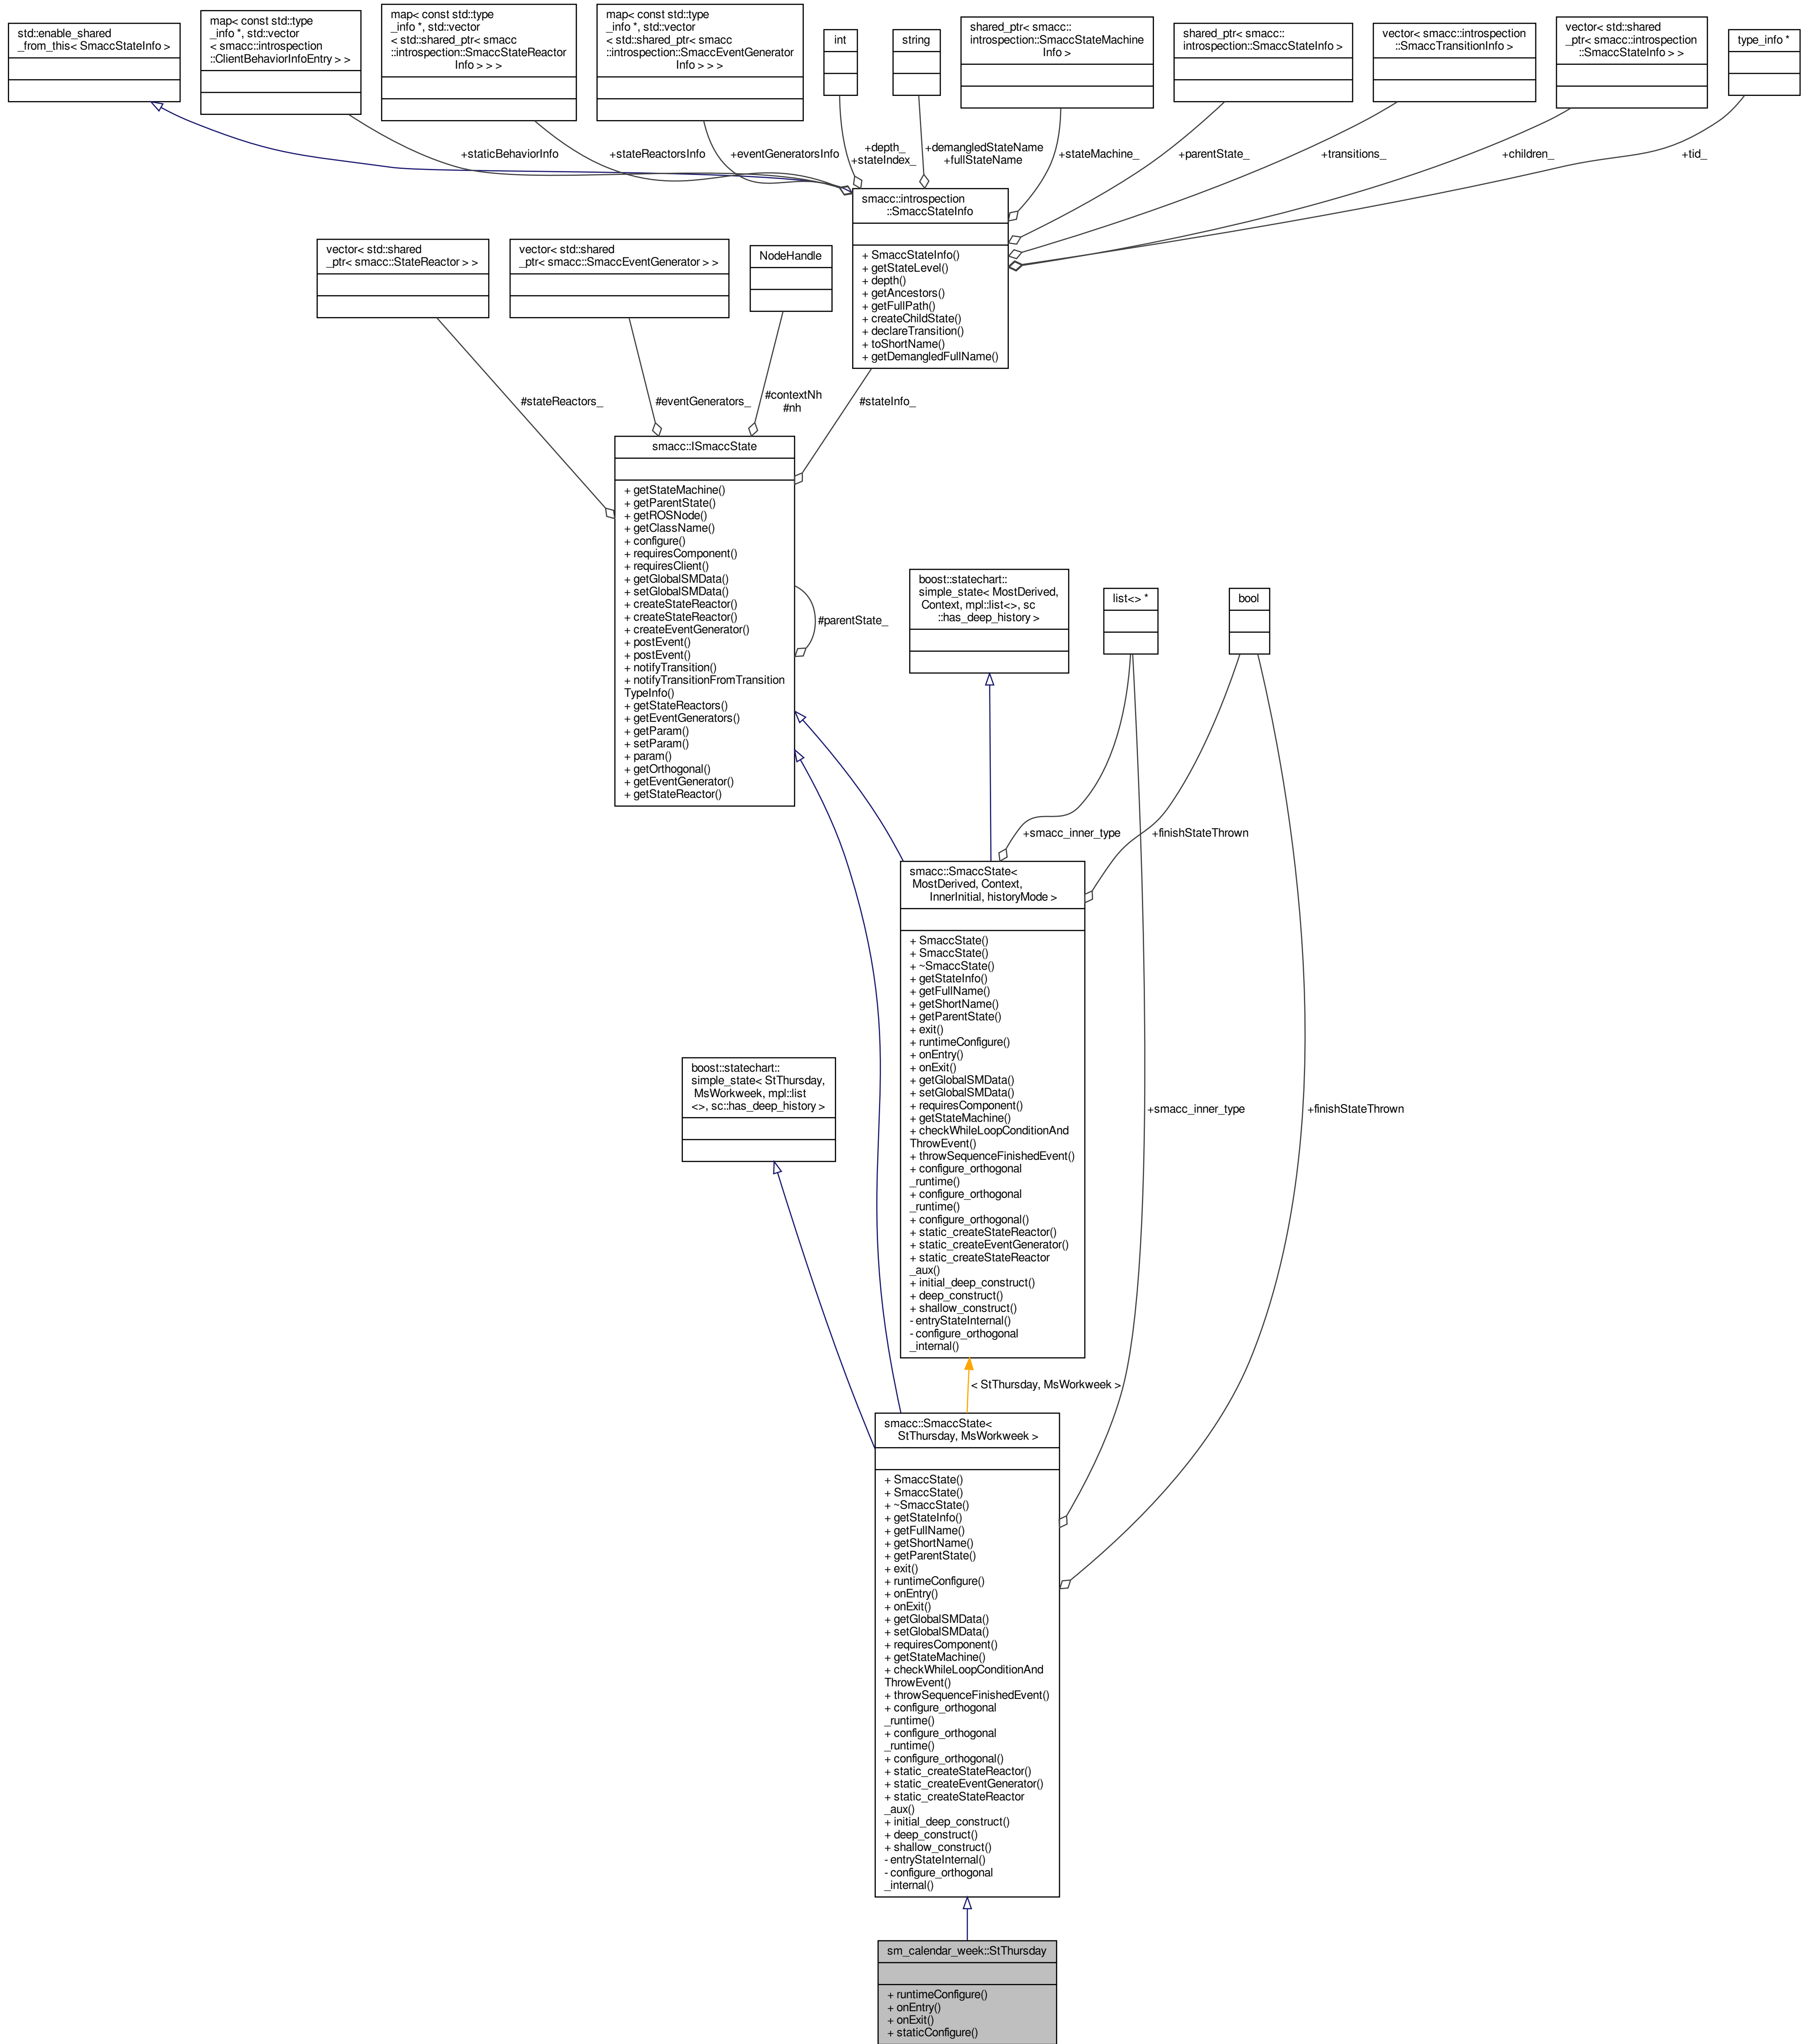 std::enable_shared
_from_this< SmaccStateInfo >
map< const std::type
_info *, std::vector
< smacc::introspection
::ClientBehaviorInfoEntry > >
map< const std::type
_info *, std::vector
< std::shared_ptr< smacc
::introspection::SmaccStateReactor
Info > > >
map< const std::type
_info *, std::vector
< std::shared_ptr< smacc
::introspection::SmaccEventGenerator
Info > > >
int
string
shared_ptr< smacc::
introspection::SmaccStateMachine
Info >
shared_ptr< smacc::
introspection::SmaccStateInfo >
vector< smacc::introspection
::SmaccTransitionInfo >
vector< std::shared
_ptr< smacc::introspection
::SmaccStateInfo > >
type_info *
+staticBehaviorInfo
+stateReactorsInfo
+eventGeneratorsInfo
+depth_
+stateIndex_
+demangledStateName
+fullStateName
+stateMachine_
+parentState_
+transitions_
+children_
+tid_
smacc::introspection
::SmaccStateInfo
+ SmaccStateInfo()
+ getStateLevel()
+ depth()
+ getAncestors()
+ getFullPath()
+ createChildState()
+ declareTransition()
+ toShortName()
+ getDemangledFullName()
vector< std::shared
_ptr< smacc::StateReactor > >
vector< std::shared
_ptr< smacc::SmaccEventGenerator > >
NodeHandle
#stateReactors_
#eventGenerators_
#contextNh
#nh
#stateInfo_
smacc::ISmaccState
+ getStateMachine()
+ getParentState()
+ getROSNode()
+ getClassName()
+ configure()
+ requiresComponent()
+ requiresClient()
+ getGlobalSMData()
+ setGlobalSMData()
+ createStateReactor()
+ createStateReactor()
+ createEventGenerator()
+ postEvent()
+ postEvent()
+ notifyTransition()
+ notifyTransitionFromTransition
TypeInfo()
+ getStateReactors()
+ getEventGenerators()
+ getParam()
+ setParam()
+ param()
+ getOrthogonal()
+ getEventGenerator()
+ getStateReactor()
#parentState_
boost::statechart::
simple_state< MostDerived,
Context, mpl::list<>, sc
::has_deep_history >
list<> *
bool
+smacc_inner_type
+finishStateThrown
smacc::SmaccState<
MostDerived, Context,
InnerInitial, historyMode >
+ SmaccState()
+ SmaccState()
+ ~SmaccState()
+ getStateInfo()
+ getFullName()
+ getShortName()
+ getParentState()
+ exit()
+ runtimeConfigure()
+ onEntry()
+ onExit()
+ getGlobalSMData()
+ setGlobalSMData()
+ requiresComponent()
+ getStateMachine()
+ checkWhileLoopConditionAnd
ThrowEvent()
+ throwSequenceFinishedEvent()
+ configure_orthogonal
_runtime()
+ configure_orthogonal
_runtime()
+ configure_orthogonal()
+ static_createStateReactor()
+ static_createEventGenerator()
+ static_createStateReactor
_aux()
+ initial_deep_construct()
+ deep_construct()
+ shallow_construct()
- entryStateInternal()
- configure_orthogonal
_internal()
boost::statechart::
simple_state< StThursday,
MsWorkweek, mpl::list
<>, sc::has_deep_history >
+smacc_inner_type
+finishStateThrown
< StThursday, MsWorkweek >
smacc::SmaccState<
StThursday, MsWorkweek >
+ SmaccState()
+ SmaccState()
+ ~SmaccState()
+ getStateInfo()
+ getFullName()
+ getShortName()
+ getParentState()
+ exit()
+ runtimeConfigure()
+ onEntry()
+ onExit()
+ getGlobalSMData()
+ setGlobalSMData()
+ requiresComponent()
+ getStateMachine()
+ checkWhileLoopConditionAnd
ThrowEvent()
+ throwSequenceFinishedEvent()
+ configure_orthogonal
_runtime()
+ configure_orthogonal
_runtime()
+ configure_orthogonal()
+ static_createStateReactor()
+ static_createEventGenerator()
+ static_createStateReactor
_aux()
+ initial_deep_construct()
+ deep_construct()
+ shallow_construct()
- entryStateInternal()
- configure_orthogonal
_internal()
sm_calendar_week::StThursday
+ runtimeConfigure()
+ onEntry()
+ onExit()
+ staticConfigure()